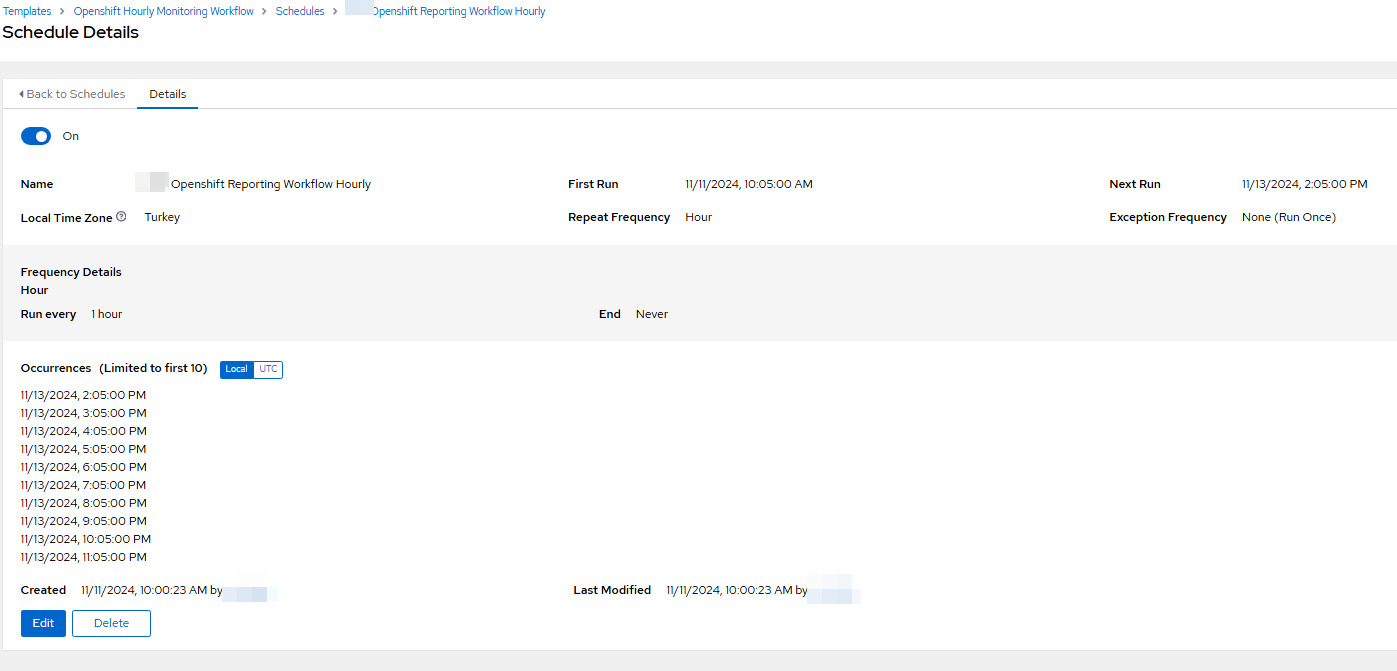 Templates > Openshift Hourly Monitoring Workflow > Schedules > Openshift Reporting Workflow Hourly
Schedule Details
Back to Schedules Details
On
Name Openshift Reporting Workflow Hourly First Run 11/11/2024, 10:05:00 AM Next Run 11/13/2024, 2:05:00 PM
Local Time Zone Turkey Repeat Frequency Hour Exception Frequency None (Run Once)
Frequency Details
Hour
Run every 1 hour End Never
Occurrences (Limited to first 10) Local UTC
11/13/2024, 2:05:00 PM
11/13/2024, 3:05:00 PM
11/13/2024, 4:05:00 PM
11/13/2024, 5:05:00 PM
11/13/2024, 6:05:00 PM
11/13/2024, 7:05:00 PM
11/13/2024, 8:05:00 PM
11/13/2024, 9:05:00 PM
11/13/2024, 10:05:00 PM
11/13/2024, 11:05:00 PM
Created 11/11/2024, 10:00:23 AM by Last Modified 11/11/2024, 10:00:23 AM by
Edit Delete